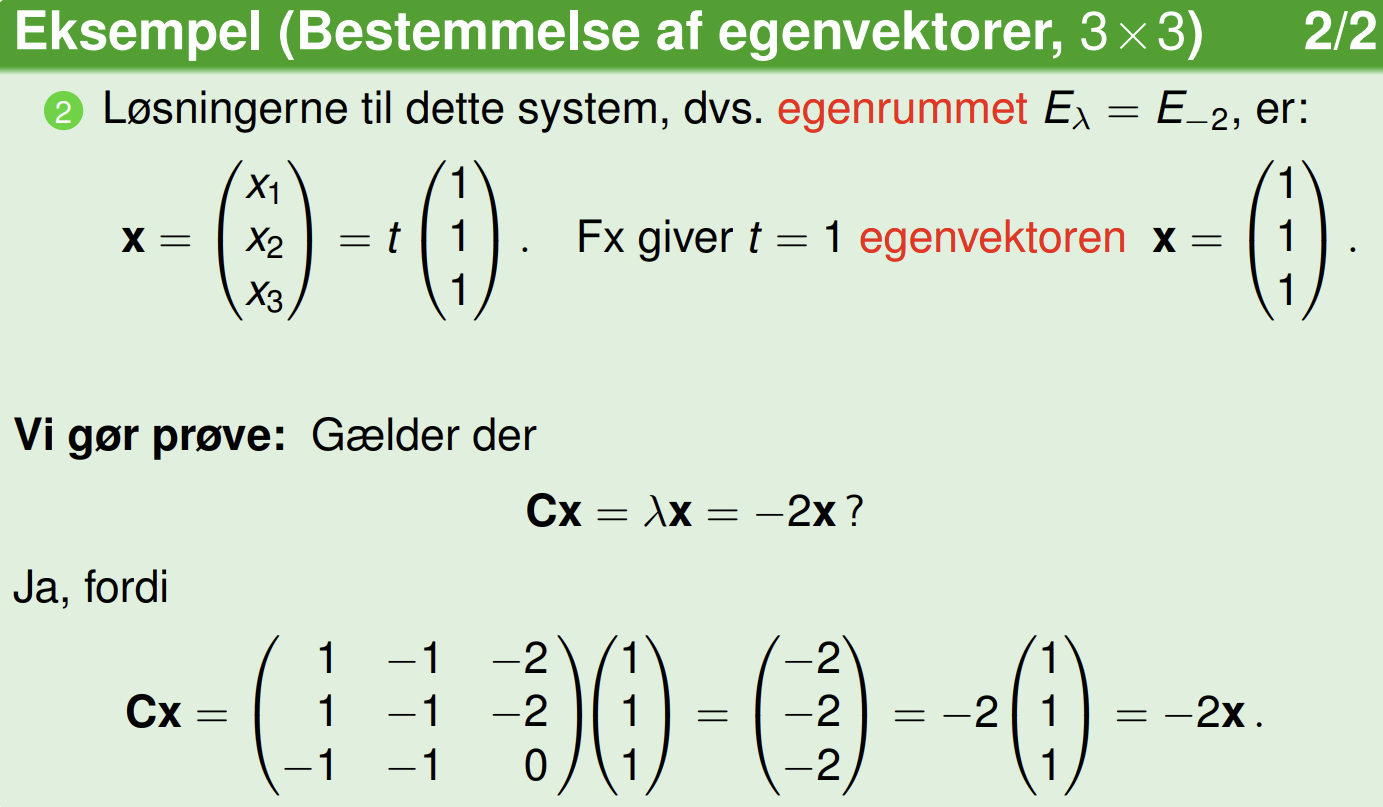 Eksempel (Bestemmelse af egenvektorer, 3×3) 2/2
2 Løsningerne til dette system, dvs. egenrummet E_λ = E_−2, er:
x = (x1 x2 x3) = t (1 1 1) . Fx giver t = 1 egenvektoren x = (1 1 1) .
Vi gør prøve: Gælder der
Cx = λx = −2x ?
Ja, fordi
Cx = (1 −1 −2 1 −1 −2 −1 −1 0) (1 1 1) = (−2 −2 −2) = −2 (1 1 1) = −2x .